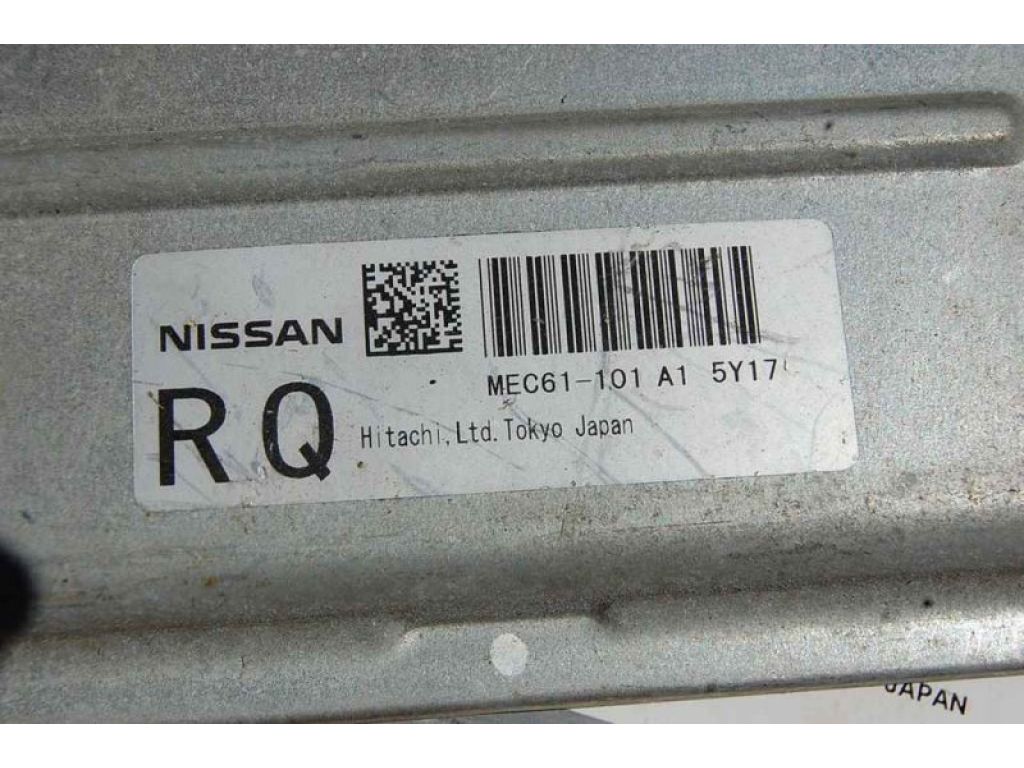 NISSAN
MEC61-101 A1 5Y17
RQ
Hitachi,Ltd.Tokyo Japan
JAPAN